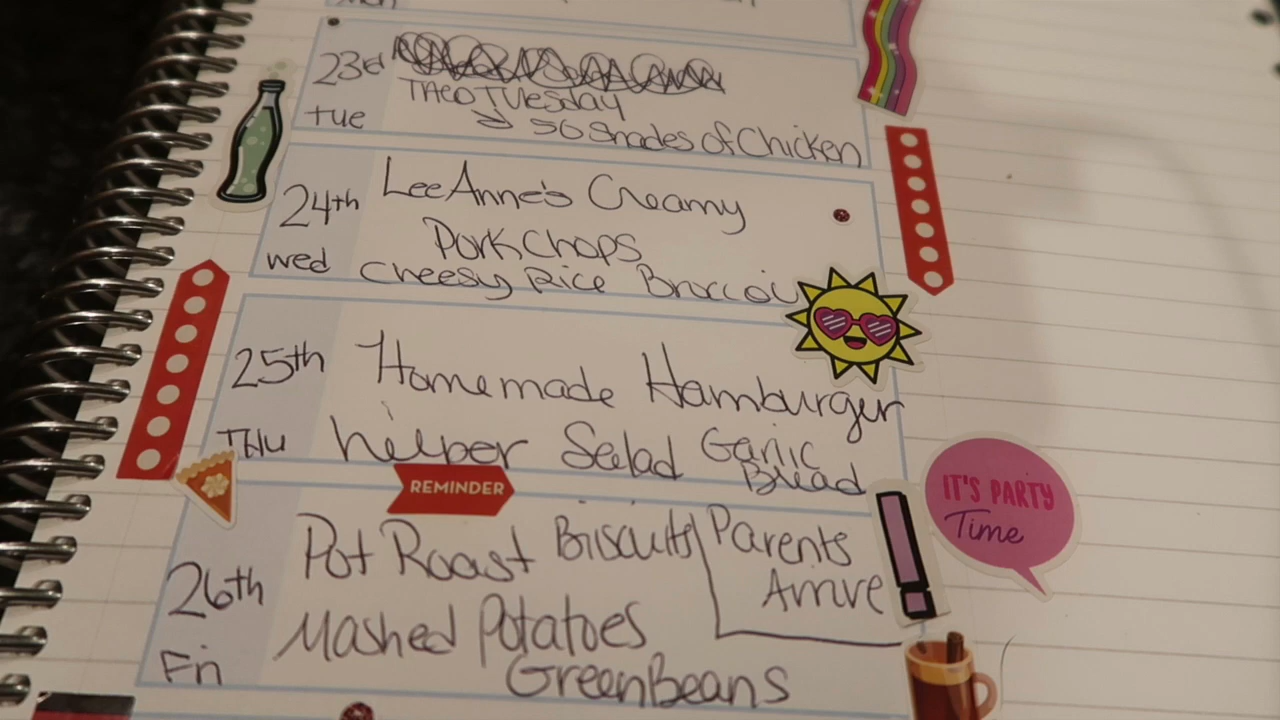 23rd
TACO TUESDAY
Tue
50 Shades of Chicken
24th
LeeAnne's Creamy
Pork Chops
wed
Cheesy Rice Broccoli
25th
Homemade Hamburger
Thu
helper Salad Garlic
Bread
REMINDER
Pot Roast Biscuits
Parents
Arrive
26th
Mashed Potatoes
Fri
GreenBeans
IT'S PARTY
Time